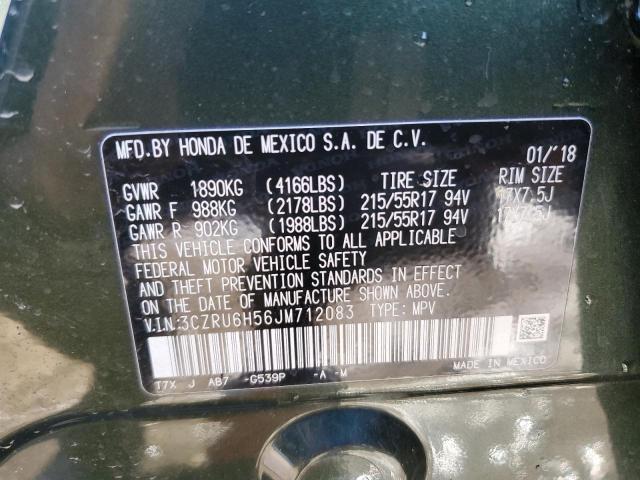 MFD.BY HONDA DE MEXICO S.A. DE C.V. 01/'18
GVWR 1890KG (4166LBS) TIRE SIZE RIM SIZE
GAWR F 988KG (2178LBS) 215/55R17 94V 17X7.5J
GAWR R 902KG (1988LBS) 215/55R17 94V 17X7.5J
THIS VEHICLE CONFORMS TO ALL APPLICABLE
FEDERAL MOTOR VEHICLE SAFETY
AND THEFT PREVENTION STANDARDS IN EFFECT
ON THE DATE OF MANUFACTURE SHOWN ABOVE.
V.I.N.:3CZRU6H56JM712083 TYPE: MPV
T7X J AB7 -G539P -A -M MEXICO